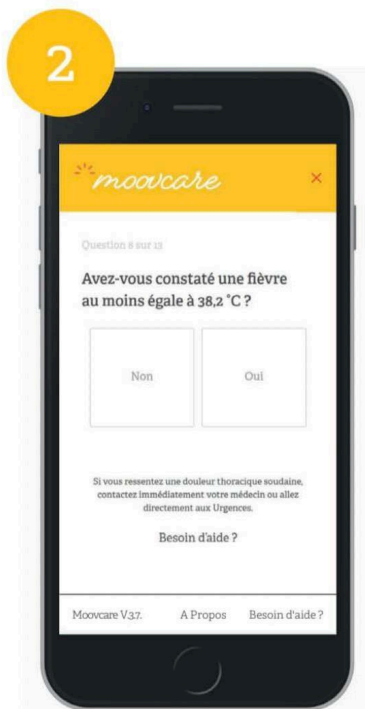 2
moovcare
×
Question 8 sur 13
Avez-vous constaté une fièvre
au moins égale à 38,2 °C ?
Non Oui
Si vous ressentez une douleur thoracique soudaine,
contactez immédiatement votre médecin ou allez
directement aux Urgences.
Besoin d'aide ?
Moovcare V.3.7. A Propos Besoin d'aide ?